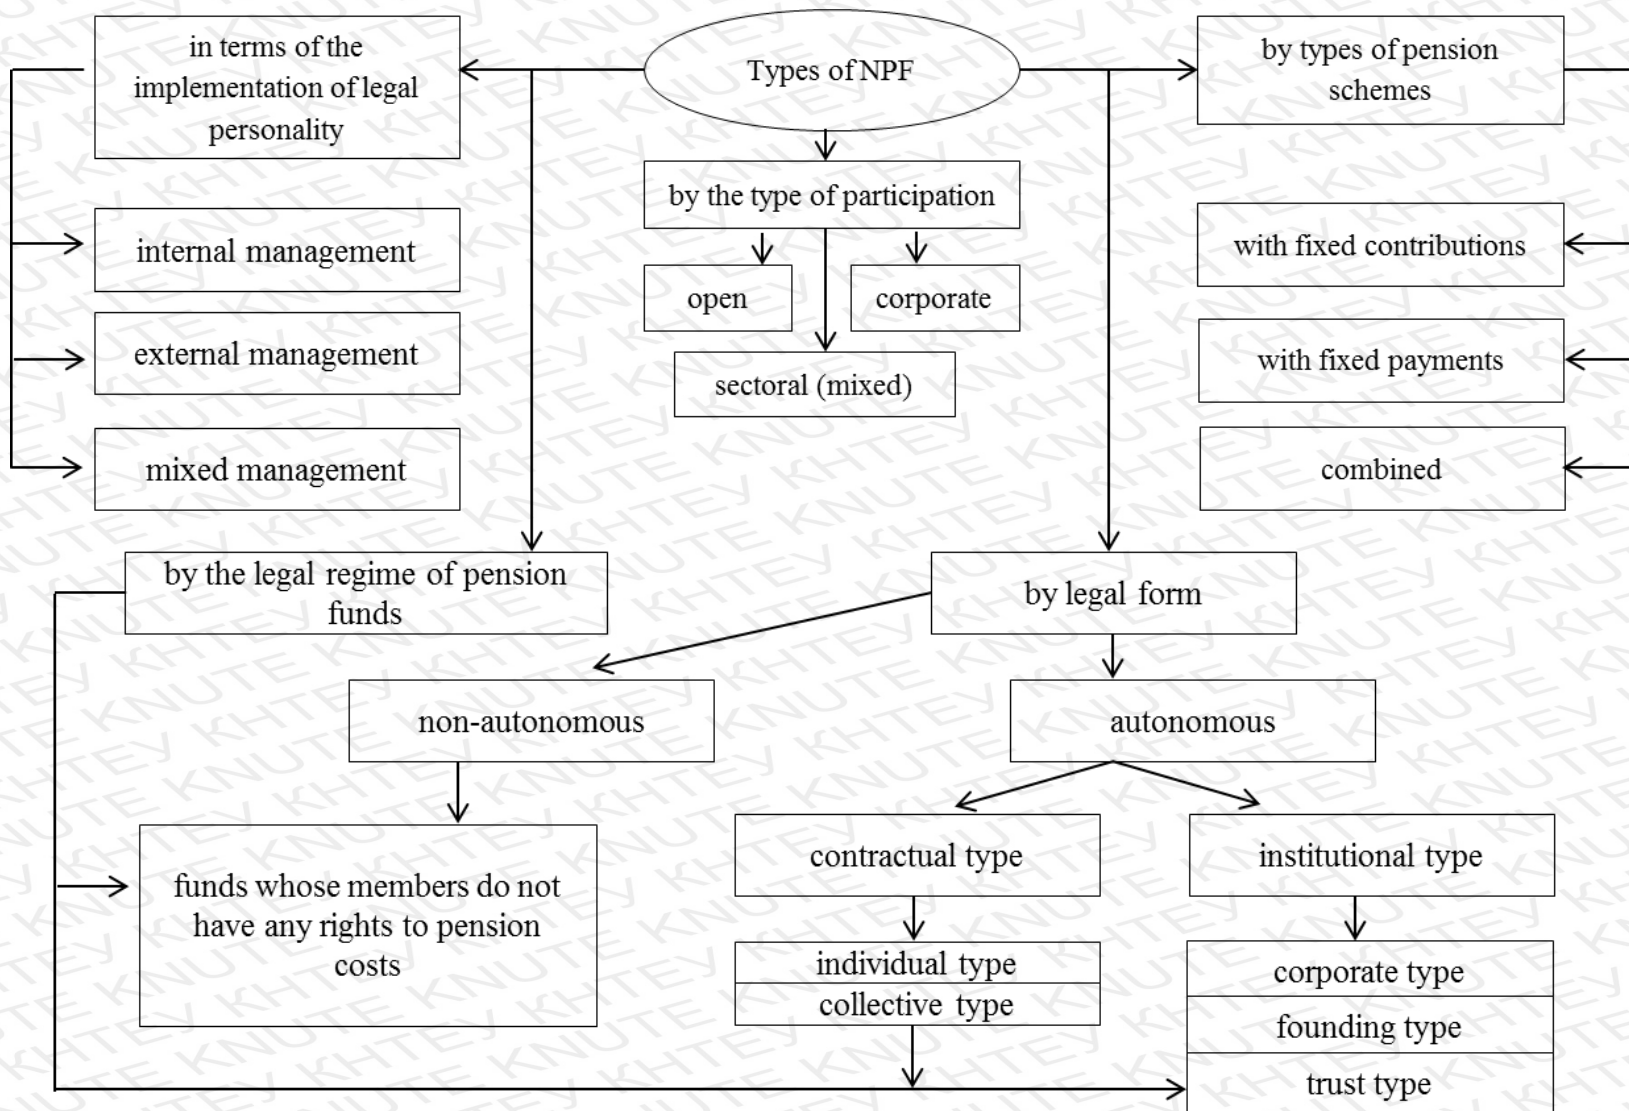 in terms of the
implementation of legal
personality
Types of NPF
by types of pension
schemes
by the type of participation
internal management
with fixed contributions
open
corporate
external management
with fixed payments
sectoral (mixed)
mixed management
combined
by the legal regime of pension
funds
by legal form
non-autonomous
autonomous
contractual type
institutional type
funds whose members do not
have any rights to pension
costs
individual type
collective type
corporate type
founding type
trust type
KNUTE KHTEY KNUTE KHTEY